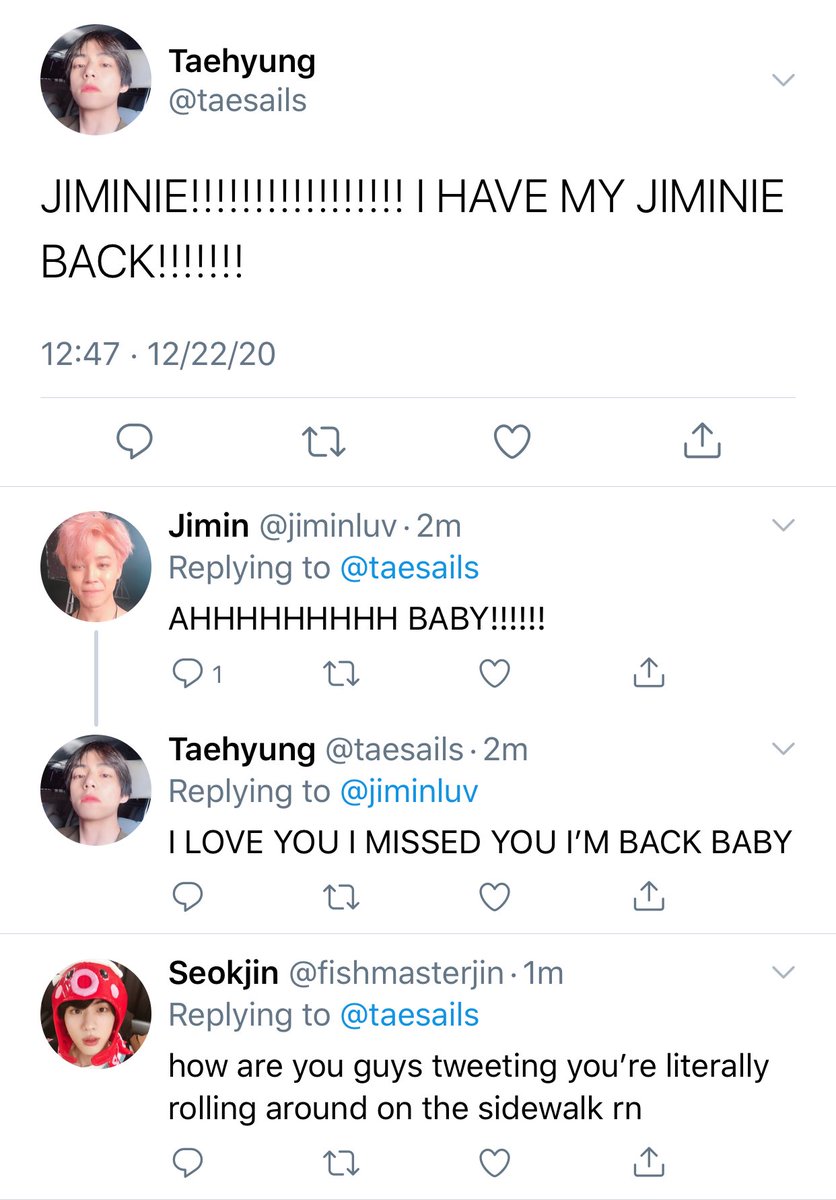 Taehyung
@taesails
JIMINIE!!!!!!!!!!!!!!!!! I HAVE MY JIMINIE
BACK!!!!!!!
12:47 · 12/22/20
Jimin @jiminluv · 2m
Replying to @taesails
AHHHHHHHHH BABY!!!!!!
1
Taehyung @taesails · 2m
Replying to @jiminluv
I LOVE YOU I MISSED YOU I’M BACK BABY
Seokjin @fishmasterjin · 1m
Replying to @taesails
how are you guys tweeting you’re literally
rolling around on the sidewalk rn